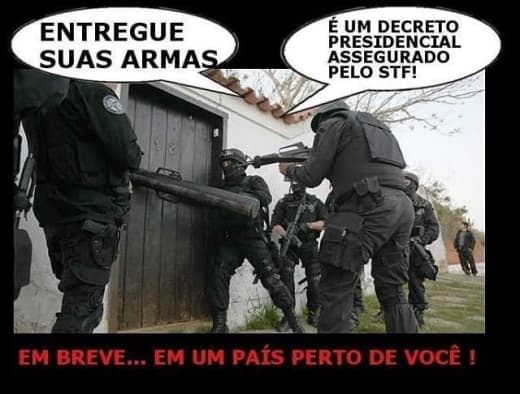 ENTREGUE
SUAS ARMAS
É UM DECRETO
PRESIDENCIAL
ASSEGURADO
PELO STF!
EM BREVE... EM UM PAÍS PERTO DE VOCÊ !